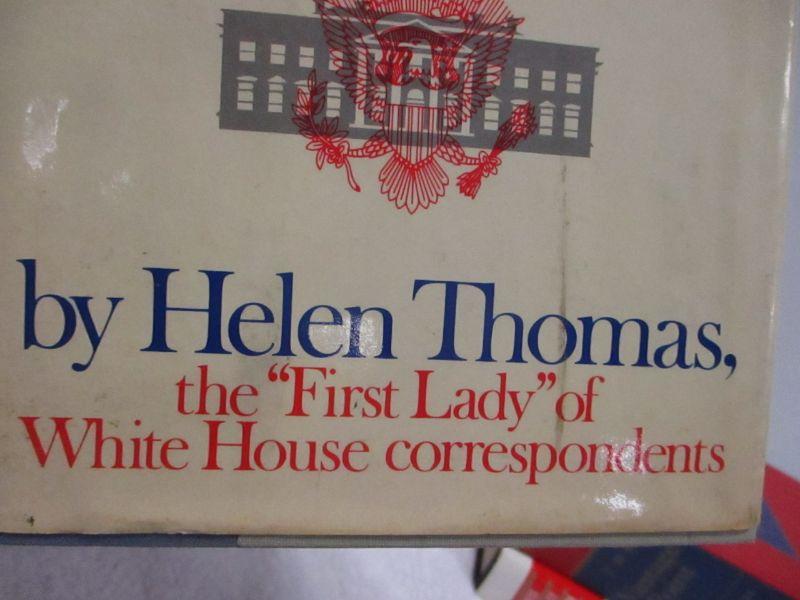 by Helen Thomas,
the “First Lady” of
White House correspondents